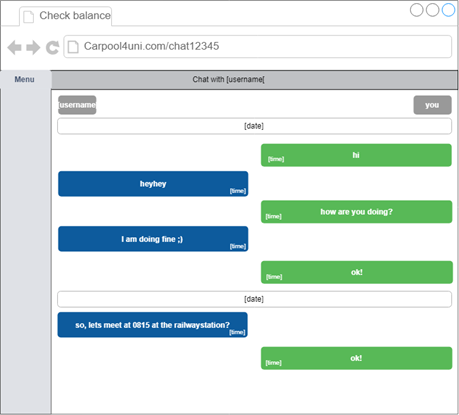 Check balance
Carpool4uni.com/chat12345
Menu
Chat with [username[
[username
you
[date]
hi
[time]
heyhey
[time]
how are you doing?
[time]
I am doing fine ;)
[time]
ok!
[time]
[date]
so, lets meet at 0815 at the railwaystation?
[time]
ok!
[time]